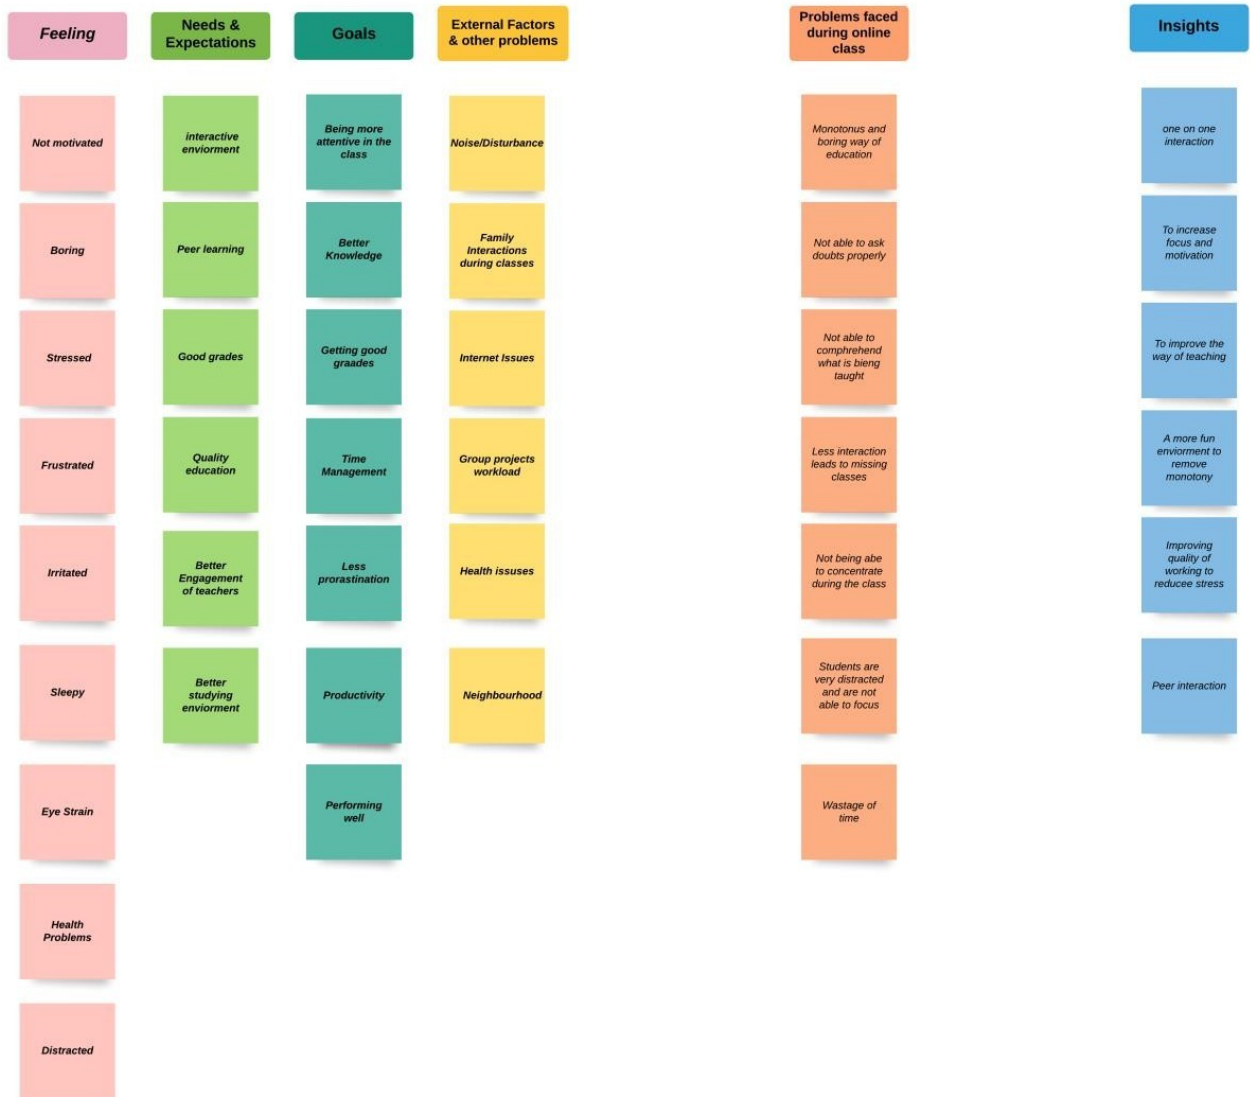 Feeling
Needs &
Expectations
Goals
External Factors
& other problems
Problems faced
during online
class
Insights
Not motivated
Boring
Stressed
Frustrated
Irritated
Sleepy
Eye Strain
Health
Problems
Distracted
interactive
enviorment
Peer learning
Good grades
Quality
education
Better
Engagement
of teachers
Better
studying
enviorment
Being more
attentive in the
class
Better
Knowledge
Getting good
graades
Time
Management
Less
prorastination
Productivity
Performing
well
Noise/Disturbance
Family
Interactions
during classes
Internet Issues
Group projects
workload
Health issuses
Neighbourhood
Monotonus and
boring way of
education
Not able to ask
doubts properly
Not able to
comphrehend
what is bieng
taught
Less interaction
leads to missing
classes
Not being abe
to concentrate
during the class
Students are
very distracted
and are not
able to focus
Wastage of
time
one on one
interaction
To increase
focus and
motivation
To improve the
way of teaching
A more fun
enviorment to
remove
monotony
Improving
quality of
working to
reducee stress
Peer interaction